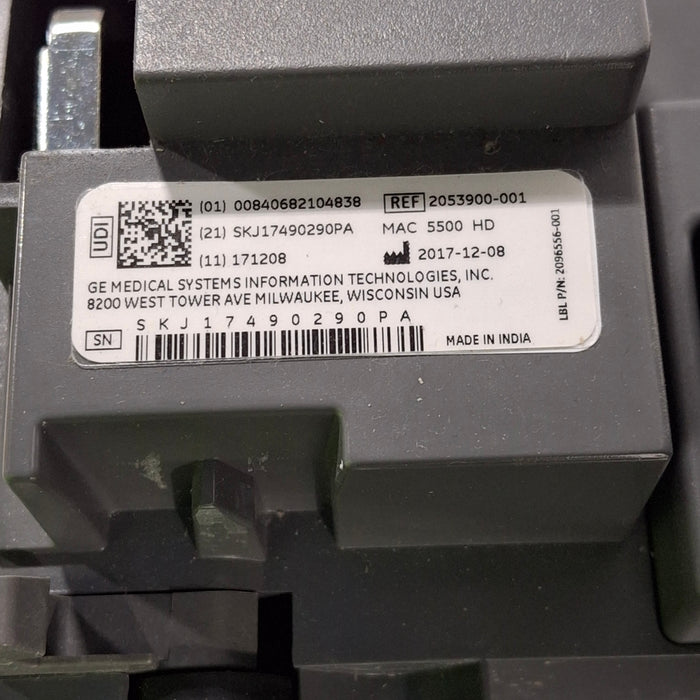 UDI
(01) 00840682104838 REF 2053900-001
(21) SKJ17490290PA MAC 5500 HD
(11) 171208 2017-12-08
GE MEDICAL SYSTEMS INFORMATION TECHNOLOGIES, INC.
8200 WEST TOWER AVE MILWAUKEE, WISCONSIN USA
SKJ17490290PA
SN MADE IN INDIA
LBL P/N: 2096556-001